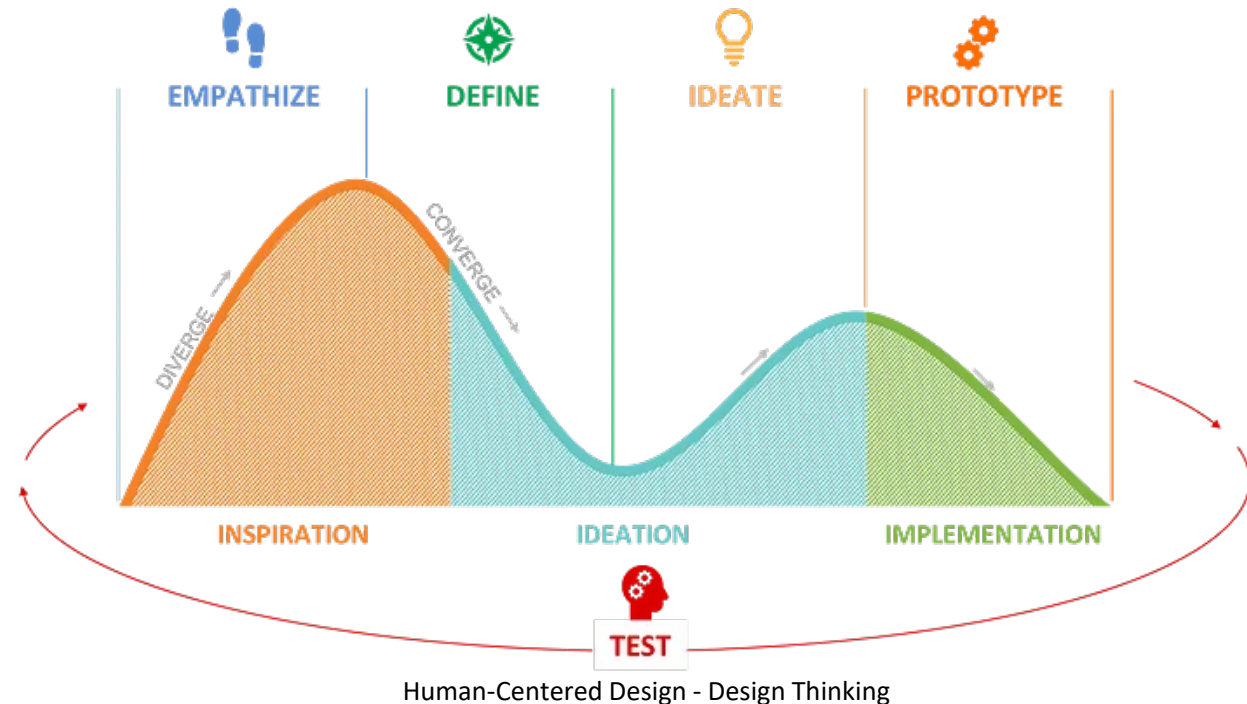 EMPATHIZE
DEFINE
IDEATE
PROTOTYPE
DIVERGE
CONVERGE
INSPIRATION
IDEATION
IMPLEMENTATION
TEST
Human-Centered Design - Design Thinking